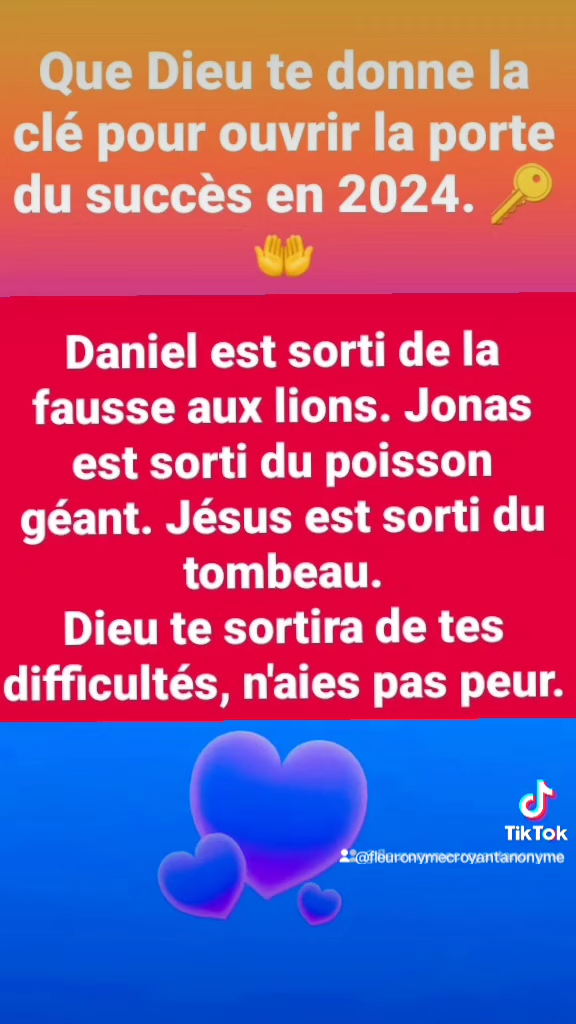 Que Dieu te donne la
clé pour ouvrir la porte
du succès en 2024. 🔑
🤲
Daniel est sorti de la
fausse aux lions. Jonas
est sorti du poisson
géant. Jésus est sorti du
tombeau.
Dieu te sortira de tes
difficultés, n'aies pas peur.
TikTok
@fleuronymecroyantanonyme